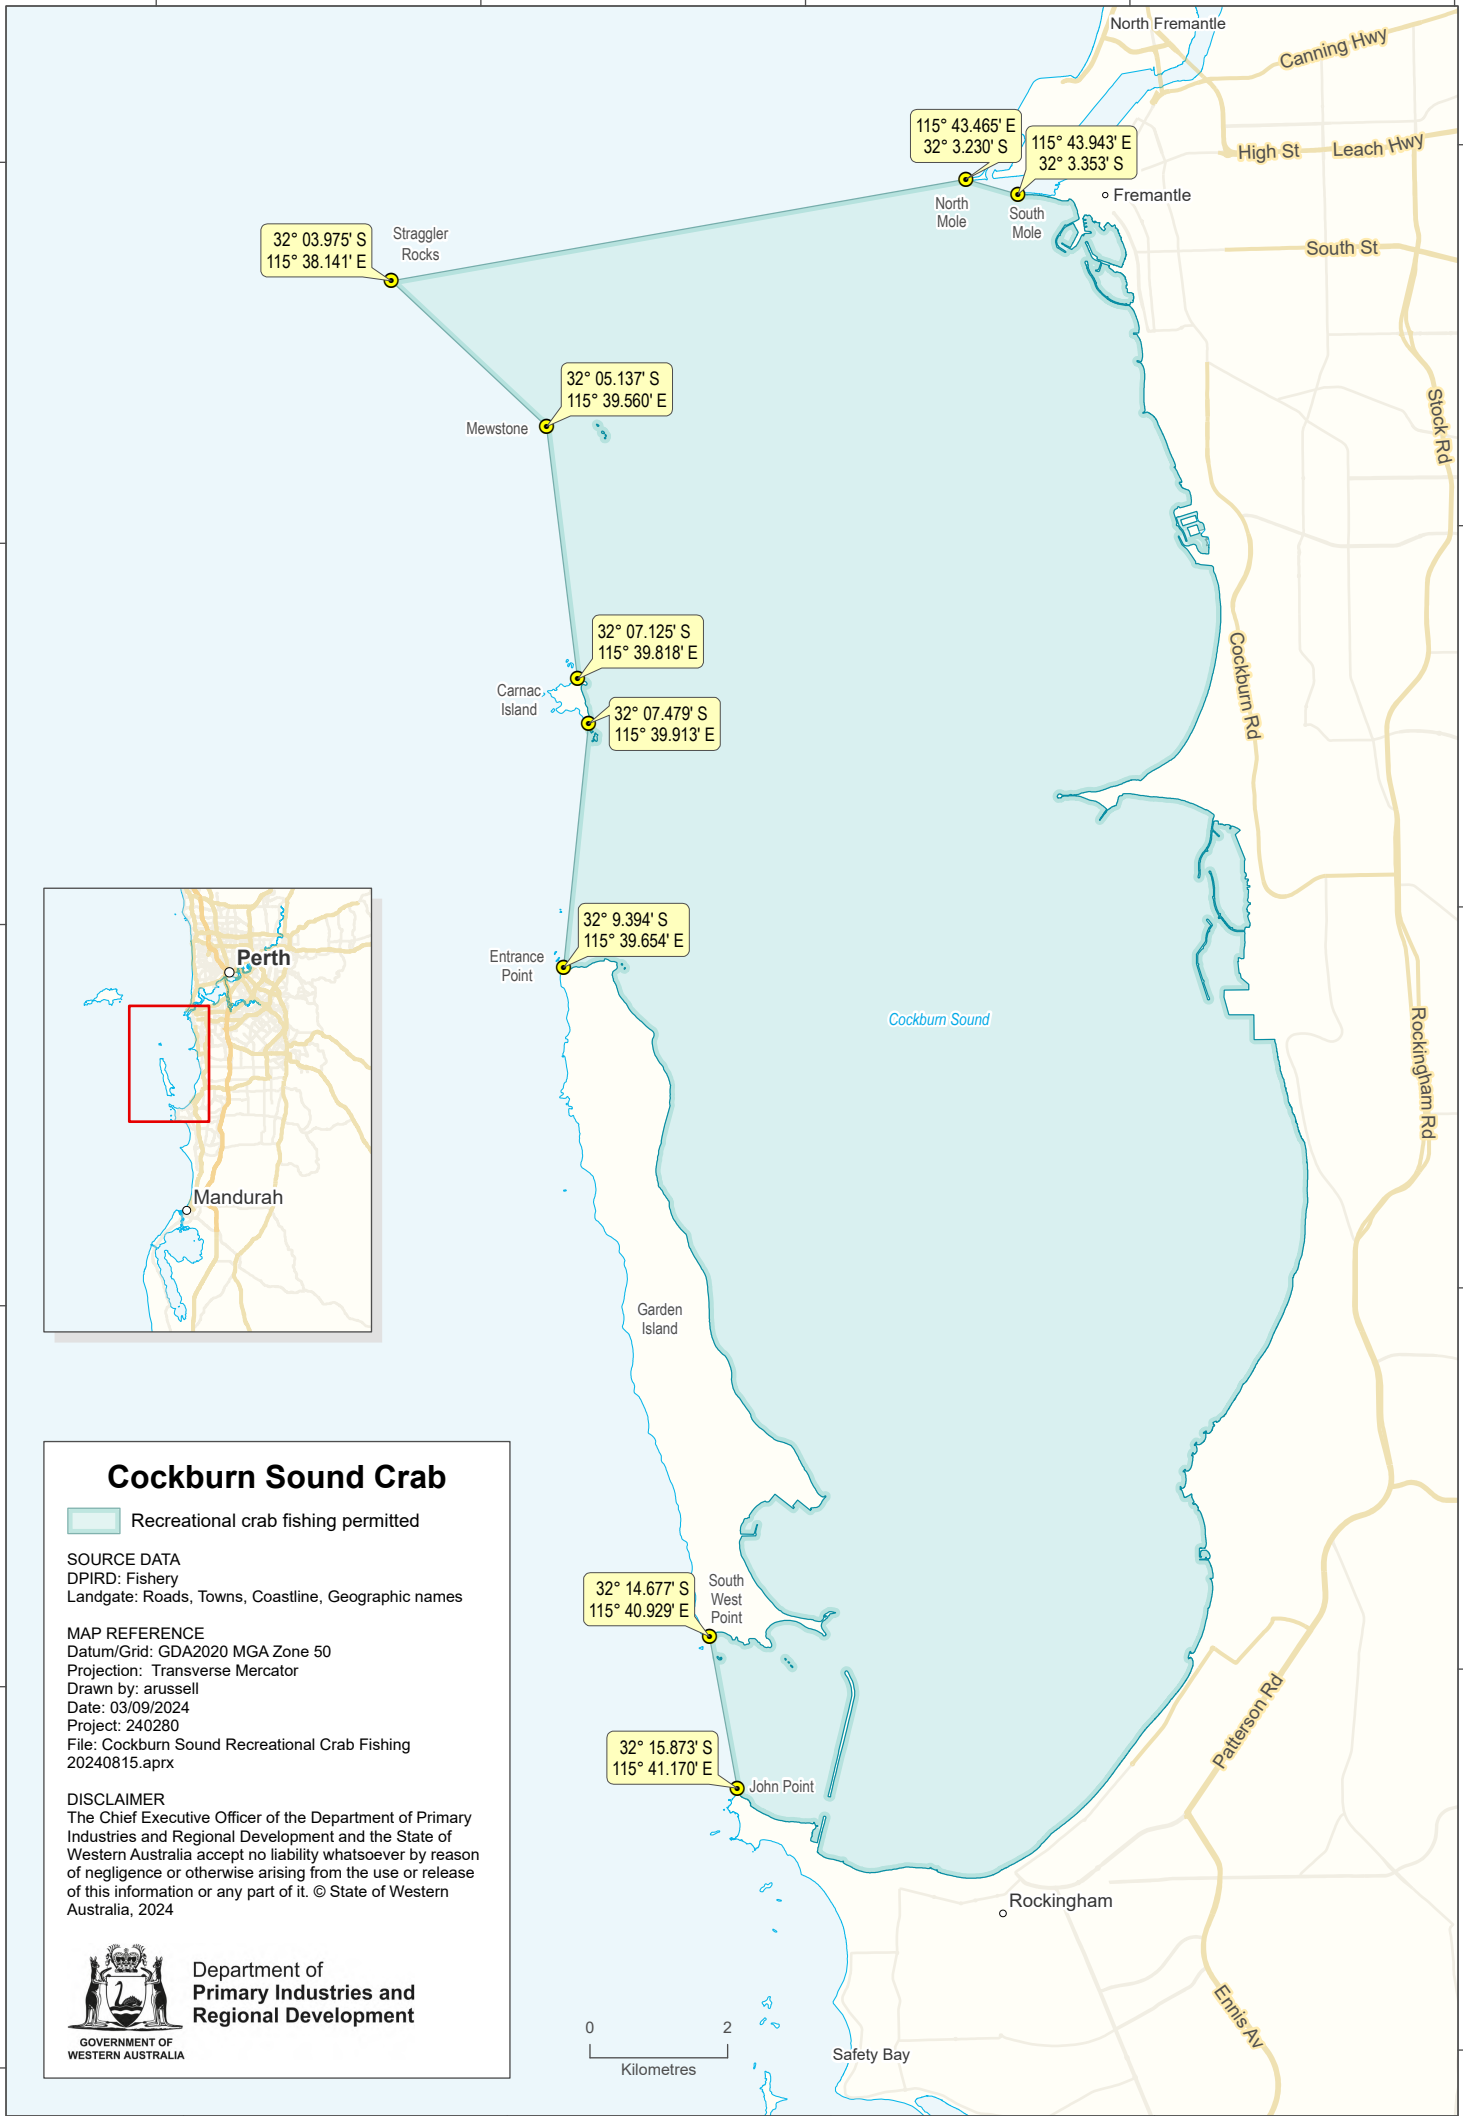 North Fremantle
Canning Hwy
115° 43.465' E
32° 3.230' S
115° 43.943' E
32° 3.353' S
High St
Leach Hwy
North
Mole
South
Mole
Fremantle
32° 03.975' S
115° 38.141' E
Straggler
Rocks
South St
32° 05.137' S
115° 39.560' E
Mewstone
Stock Rd
32° 07.125' S
115° 39.818' E
Carnac
Island
32° 07.479' S
115° 39.913' E
Cockburn Rd
32° 9.394' S
115° 39.654' E
Entrance
Point
Perth
Cockburn Sound
Rockingham Rd
Mandurah
Garden
Island
Cockburn Sound Crab
Recreational crab fishing permitted
SOURCE DATA
DPIRD: Fishery
Landgate: Roads, Towns, Coastline, Geographic names
MAP REFERENCE
Datum/Grid: GDA2020 MGA Zone 50
Projection: Transverse Mercator
Drawn by: arussell
Date: 03/09/2024
Project: 240280
File: Cockburn Sound Recreational Crab Fishing
20240815.aprx
DISCLAIMER
The Chief Executive Officer of the Department of Primary
Industries and Regional Development and the State of
Western Australia accept no liability whatsoever by reason
of negligence or otherwise arising from the use or release
of this information or any part of it. © State of Western
Australia, 2024
Department of
Primary Industries and
Regional Development
GOVERNMENT OF
WESTERN AUSTRALIA
32° 14.677' S
115° 40.929' E
South
West
Point
32° 15.873' S
115° 41.170' E
John Point
Patterson Rd
Rockingham
Ennis Av
0 2
Kilometres
Safety Bay